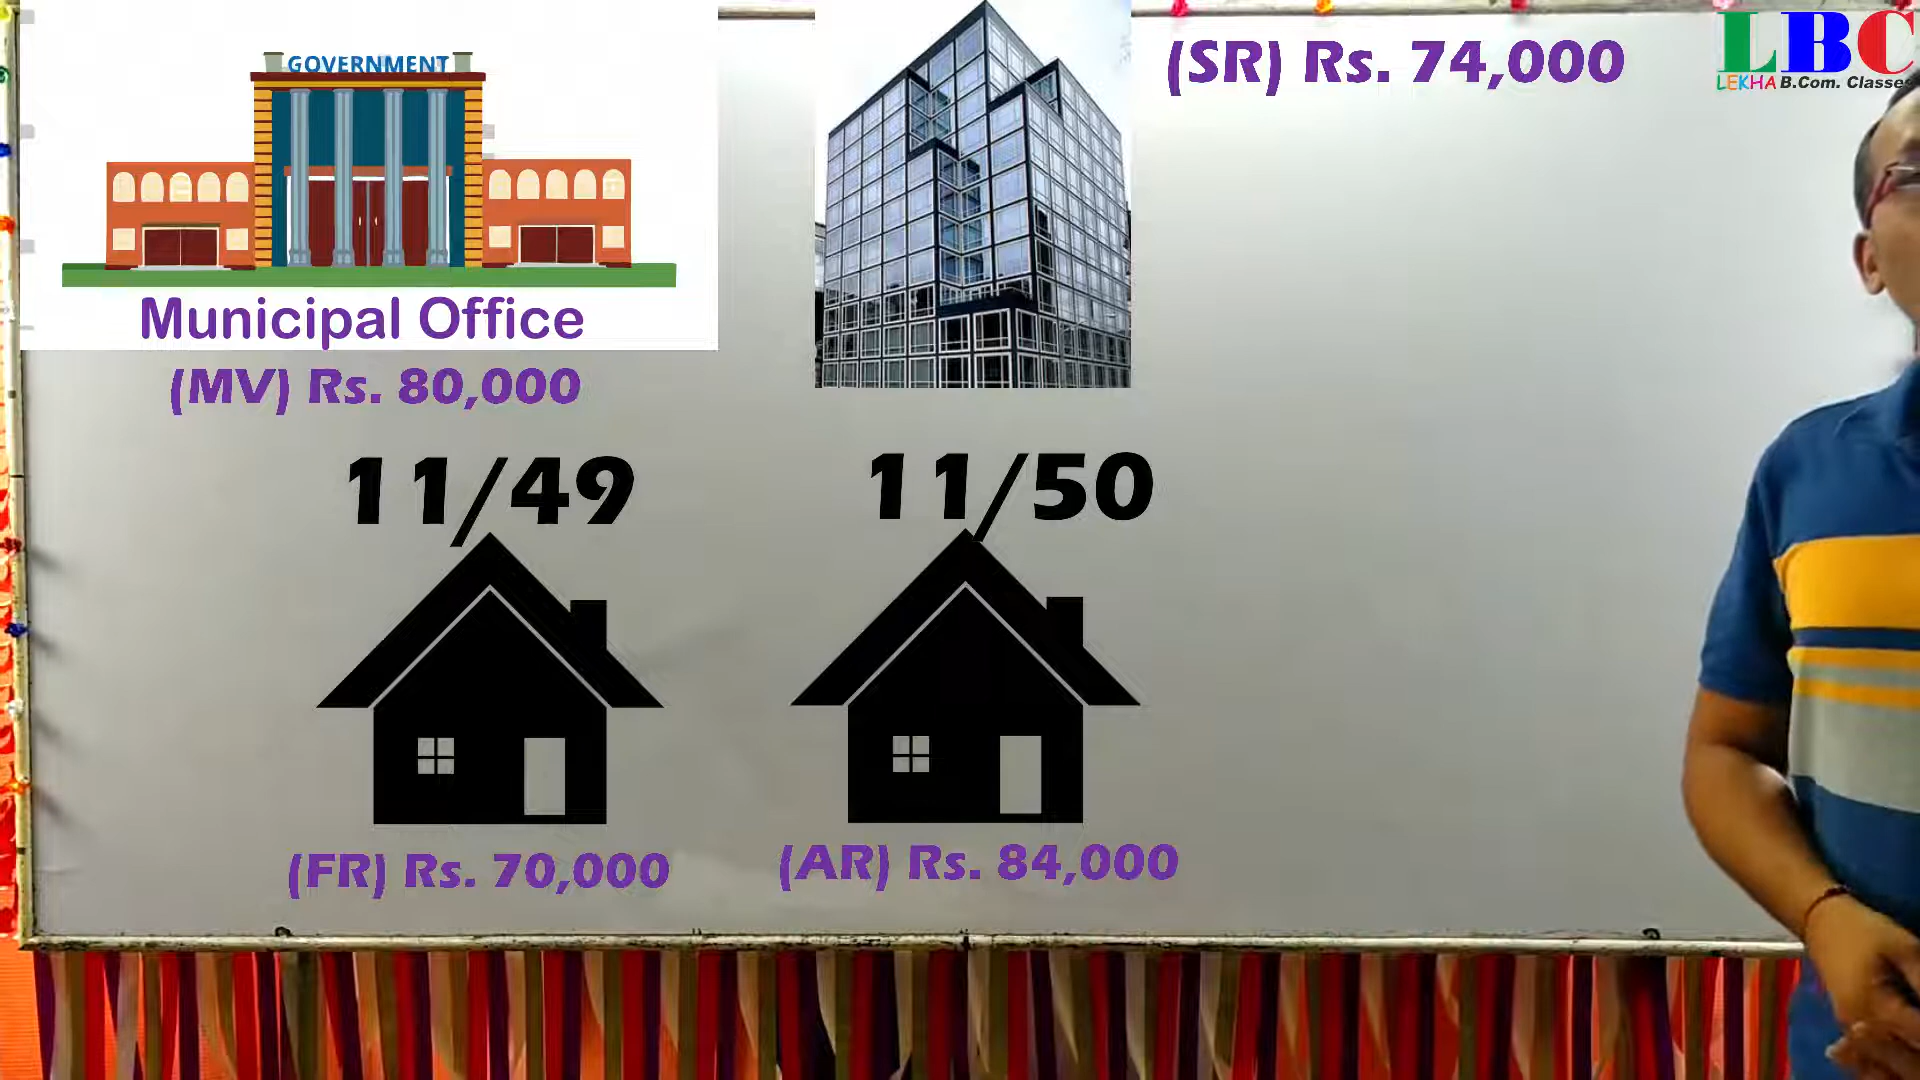 GOVERNMENT
Municipal Office
(MV) Rs. 80,000
(SR) Rs. 74,000
LBC
LEKHA B.Com. Classes
11/49
11/50
(FR) Rs. 70,000
(AR) Rs. 84,000